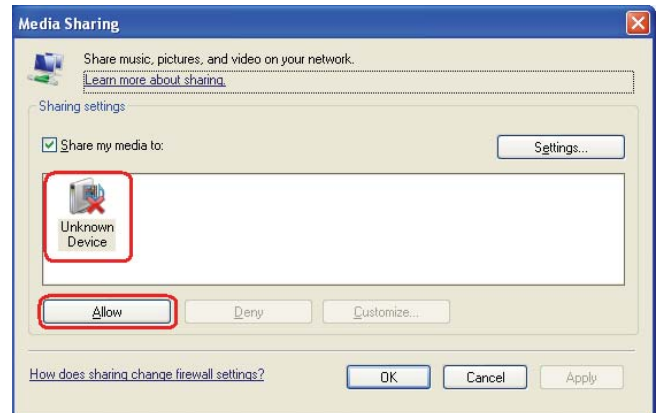 Media Sharing
Share music, pictures, and video on your network.
Learn more about sharing.
Sharing settings
Share my media to:
Settings...
Unknown
Device
Allow
Deny
Customize...
How does sharing change firewall settings?
OK
Cancel
Apply